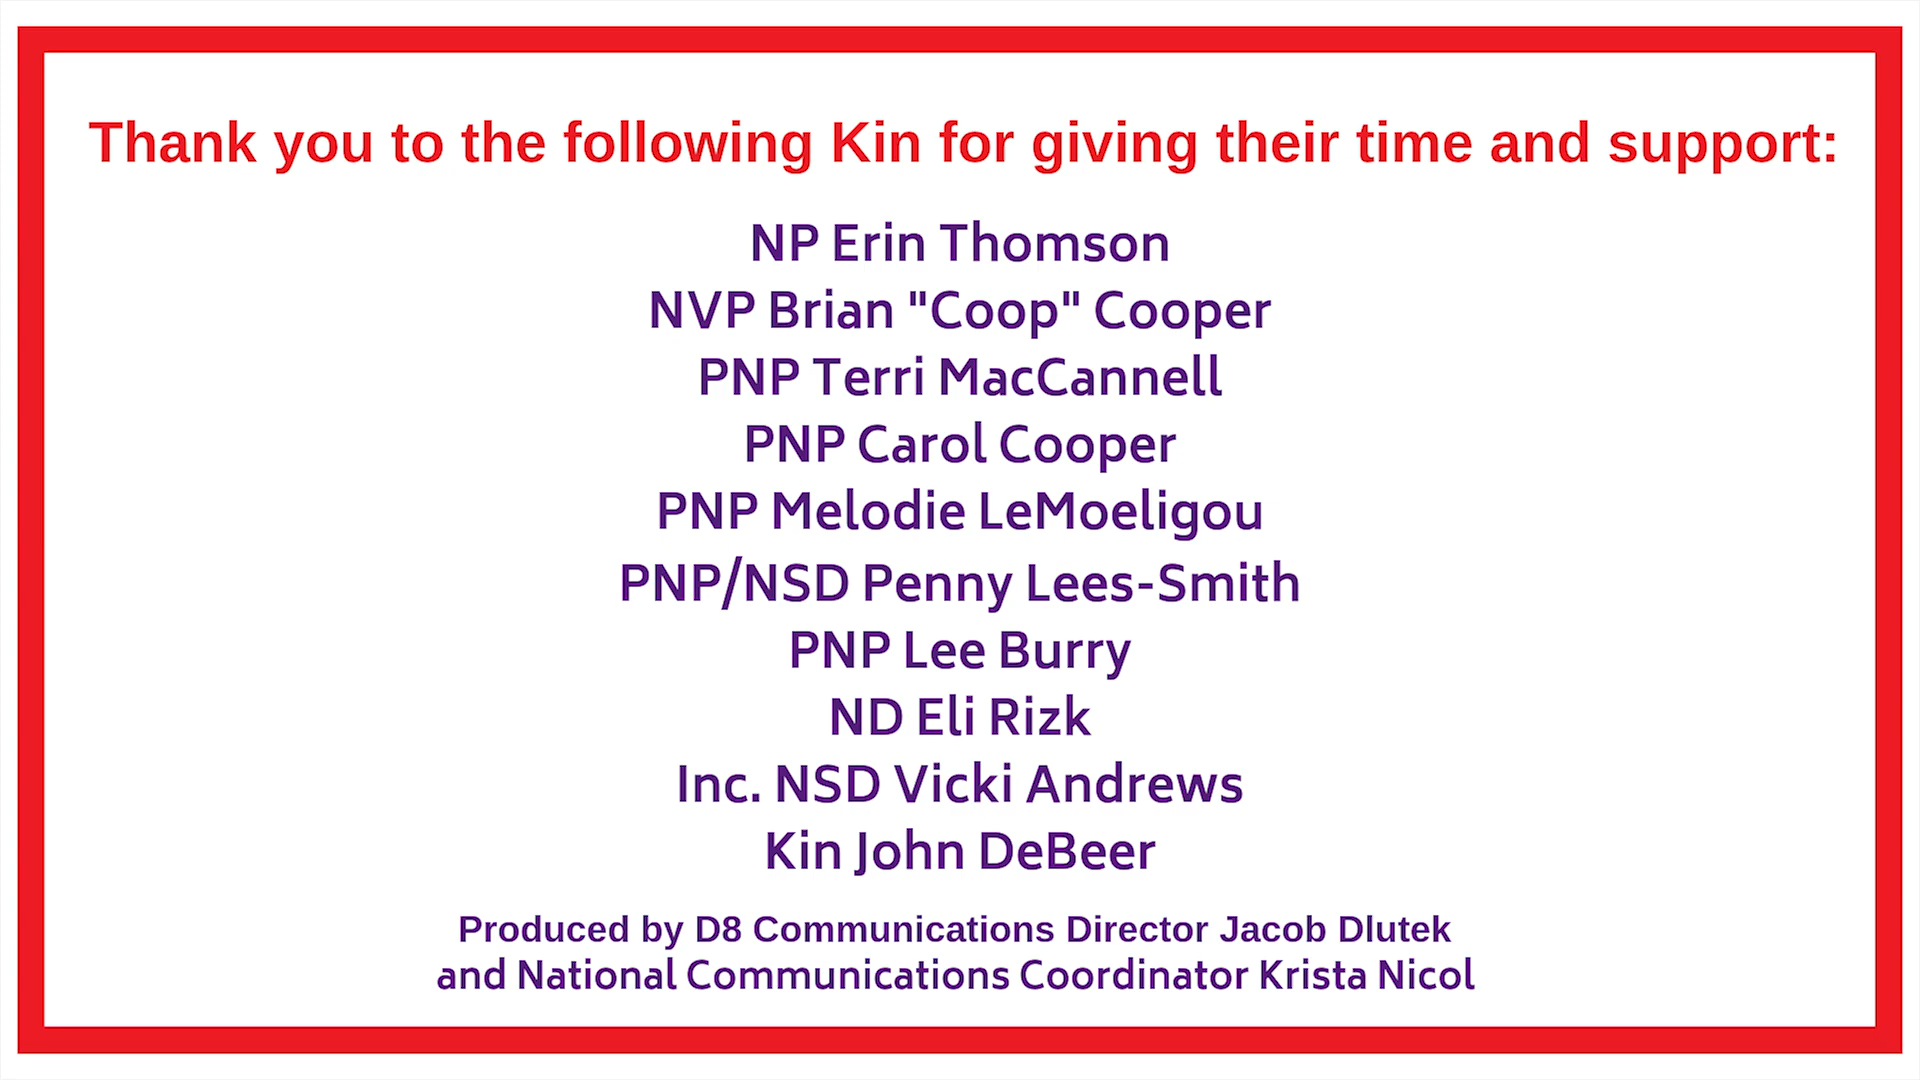 Thank you to the following Kin for giving their time and support:
NP Erin Thomson
NVP Brian "Coop" Cooper
PNP Terri MacCannell
PNP Carol Cooper
PNP Melodie LeMoeligou
PNP/NSD Penny Lees-Smith
PNP Lee Burry
ND Eli Rizk
Inc. NSD Vicki Andrews
Kin John DeBeer
Produced by D8 Communications Director Jacob Dlutek
and National Communications Coordinator Krista Nicol